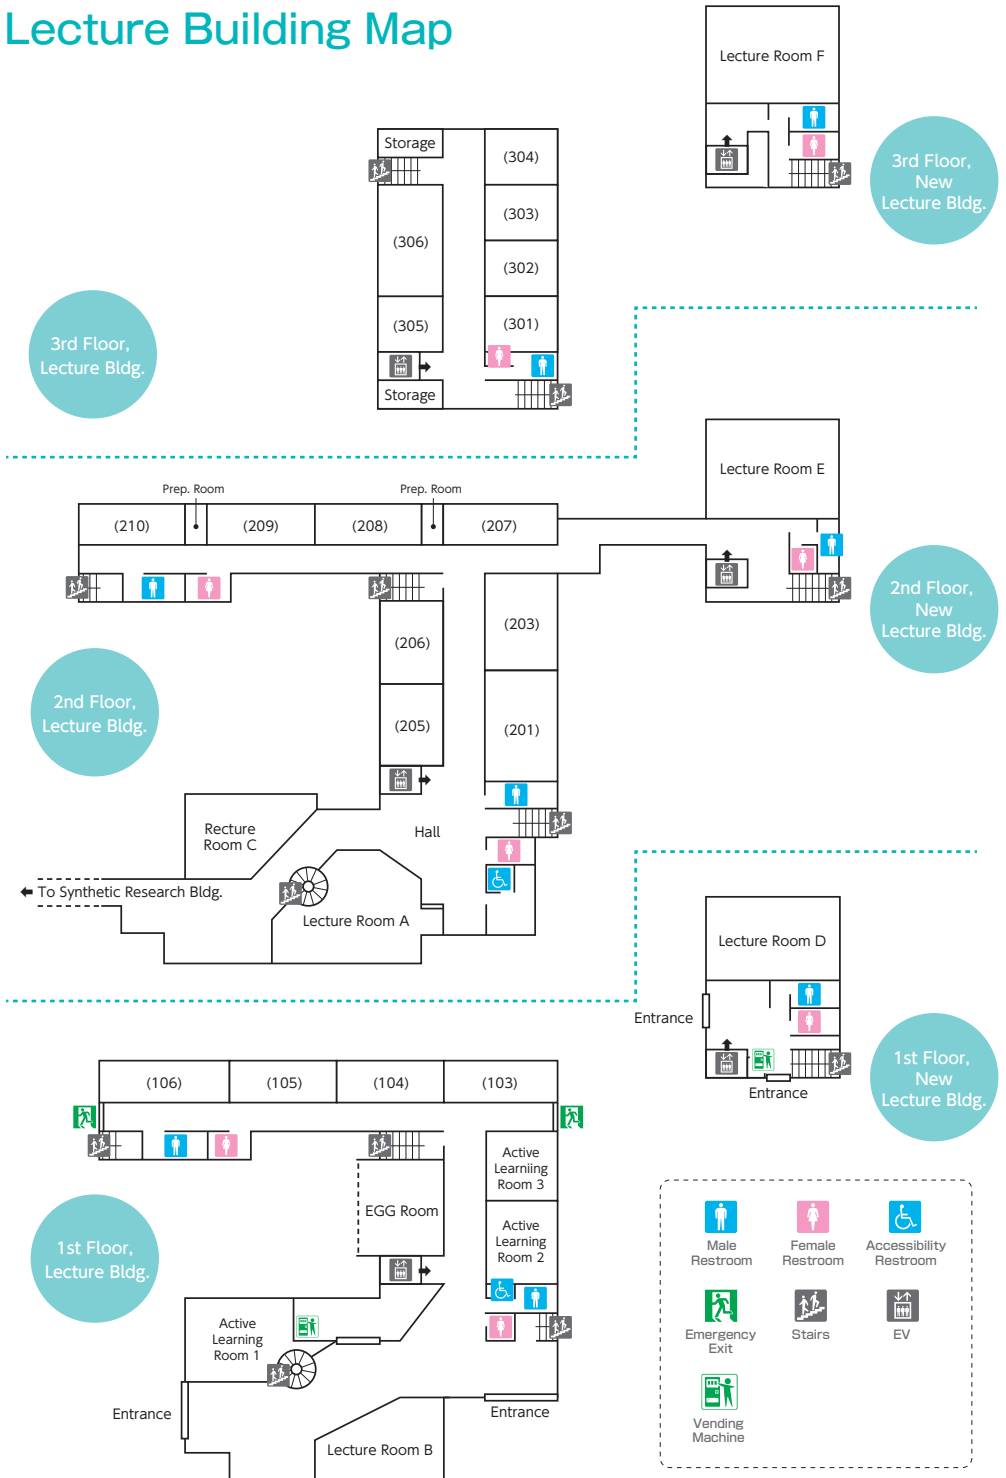 Lecture Building Map
Lecture Room F
3rd Floor,
New
Lecture Bldg.
Storage
(304)
(303)
(306)
(302)
(305)
(301)
Storage
3rd Floor,
Lecture Bldg.
Lecture Room E
2nd Floor,
New
Lecture Bldg.
Prep. Room
Prep. Room
(210)
(209)
(208)
(207)
(206)
(203)
(205)
(201)
2nd Floor,
Lecture Bldg.
Recture
Room C
Hall
To Synthetic Research Bldg.
Lecture Room A
Lecture Room D
Entrance
Entrance
1st Floor,
New
Lecture Bldg.
(106)
(105)
(104)
(103)
Active
Learniing
Room 3
EGG Room
Active
Learning
Room 2
1st Floor,
Lecture Bldg.
Active
Learning
Room 1
Entrance
Entrance
Lecture Room B
Male
Restroom
Female
Restroom
Accessibility
Restroom
Emergency
Exit
Stairs
EV
Vending
Machine